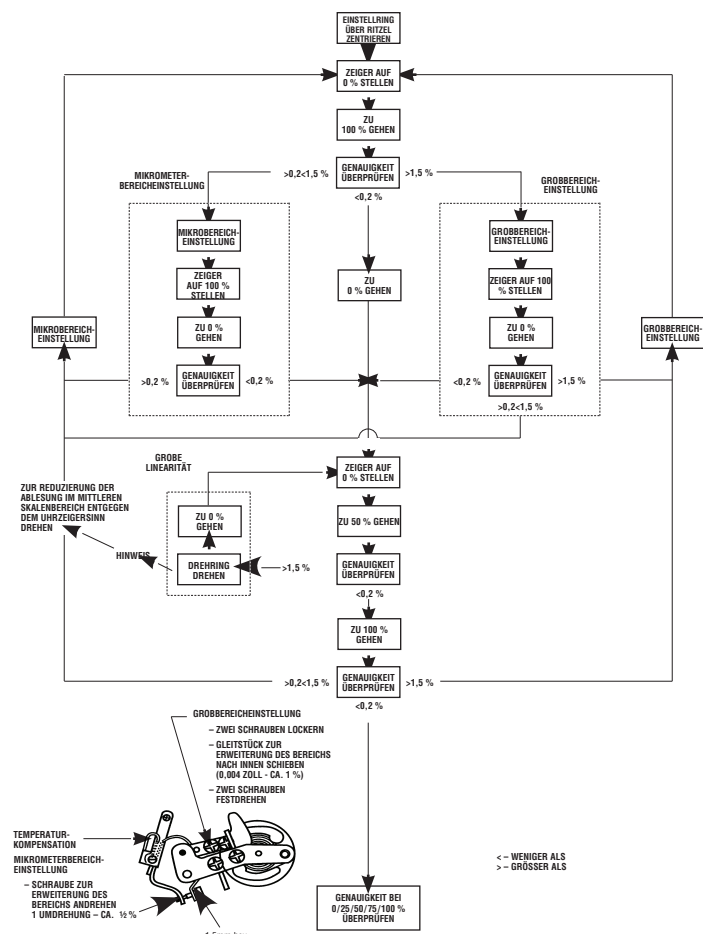 EINSTELLRING
ÜBER RITZEL
ZENTRIEREN
ZEIGER AUF
0 % STELLEN
ZU
100 % GEHEN
GENAUIGKEIT
ÜBERPRÜFEN
>0,2<1,5 %
>1,5 %
<0,2 %
MIKROMETER-
BEREICHEINSTELLUNG
GROBBEREICH-
EINSTELLUNG
MIKROBEREICH-
EINSTELLUNG
ZEIGER
AUF 100 %
STELLEN
ZU 0 %
GEHEN
GENAUIGKEIT
ÜBERPRÜFEN
>0,2 %
<0,2 %
ZU
0 % GEHEN
GROBBEREICH-
EINSTELLUNG
ZEIGER AUF 100
% STELLEN
ZU 0 %
GEHEN
GENAUIGKEIT
ÜBERPRÜFEN
<0,2 %
>1,5 %
>0,2<1,5 %
MIKROBEREICH-
EINSTELLUNG
GROBBEREICH-
EINSTELLUNG
GROBE
LINEARITÄT
ZEIGER AUF
0 % STELLEN
ZUR REDUZIERUNG DER
ABLESUNG IM MITTLEREN
SKALENBEREICH ENTGEGEN
DEM UHRZEIGERSINN
DREHEN
ZU 0 %
GEHEN
ZU 50 % GEHEN
HINWEIS
DREHRING
DREHEN
>1,5 %
GENAUIGKEIT
ÜBERPRÜFEN
<0,2 %
ZU 100 %
GEHEN
>0,2<1,5 %
GENAUIGKEIT
ÜBERPRÜFEN
>1,5 %
<0,2 %
GROBBEREICHEINSTELLUNG
– ZWEI SCHRAUBEN LOCKERN
– GLEITSTÜCK ZUR
ERWEITERUNG DES BEREICHS
NACH INNEN SCHIEBEN
(0,004 ZOLL - CA. 1 %)
– ZWEI SCHRAUBEN
FESTDREHEN
TEMPERATUR-
KOMPENSATION
MIKROMETERBEREICH-
EINSTELLUNG
– SCHRAUBE ZUR
ERWEITERUNG DES
BEREICHS ANDREHEN
1 UMDREHUNG – CA. ½ %
< – WENIGER ALS
> – GRÖSSER ALS
GENAUIGKEIT BEI
0/25/50/75/100 %
ÜBERPRÜFEN